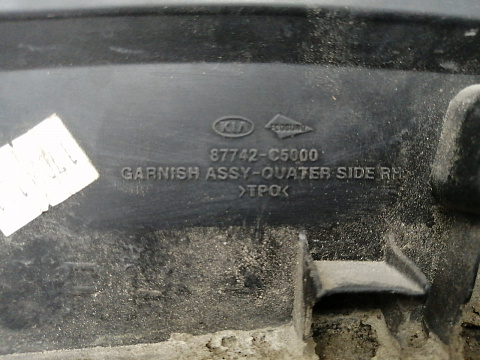 KIA
87742-C5000
GARNISH ASSY-QUATER SIDE RH
>TPO<